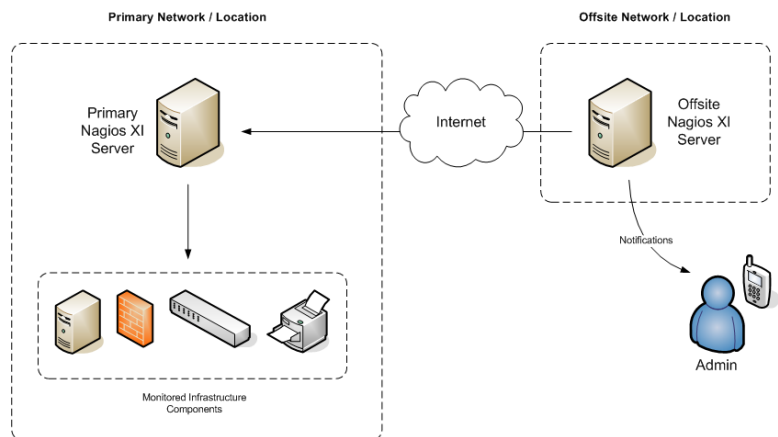 Primary Network / Location
Offsite Network / Location
Primary
Nagios XI
Server
Internet
Offsite
Nagios XI
Server
Notifications
Admin
Monitored Infrastructure
Components